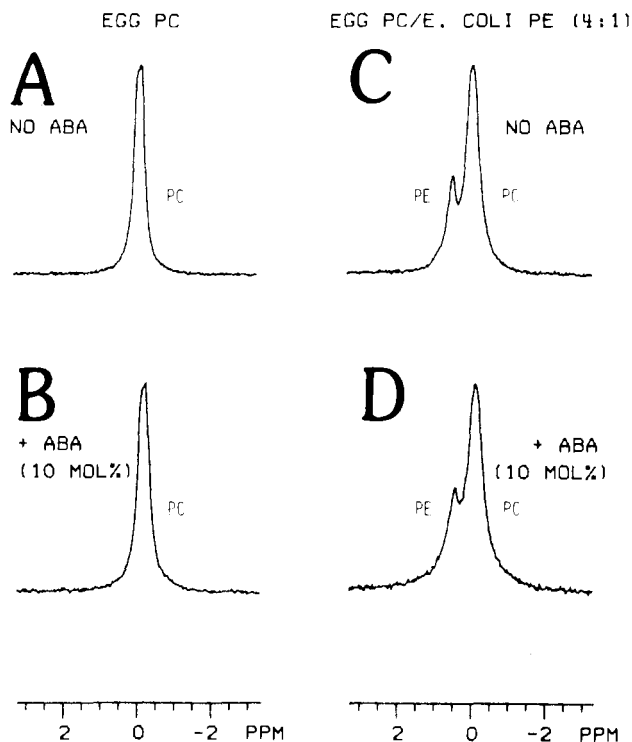 EGG PC
EGG PC/E. COLI PE (4:1)
A
NO ABA
PC
C
NO ABA
PE
PC
B
+ ABA
(10 MOL%)
PC
D
+ ABA
(10 MOL%)
PE
PC
2 0 -2 PPM
2 0 -2 PPM